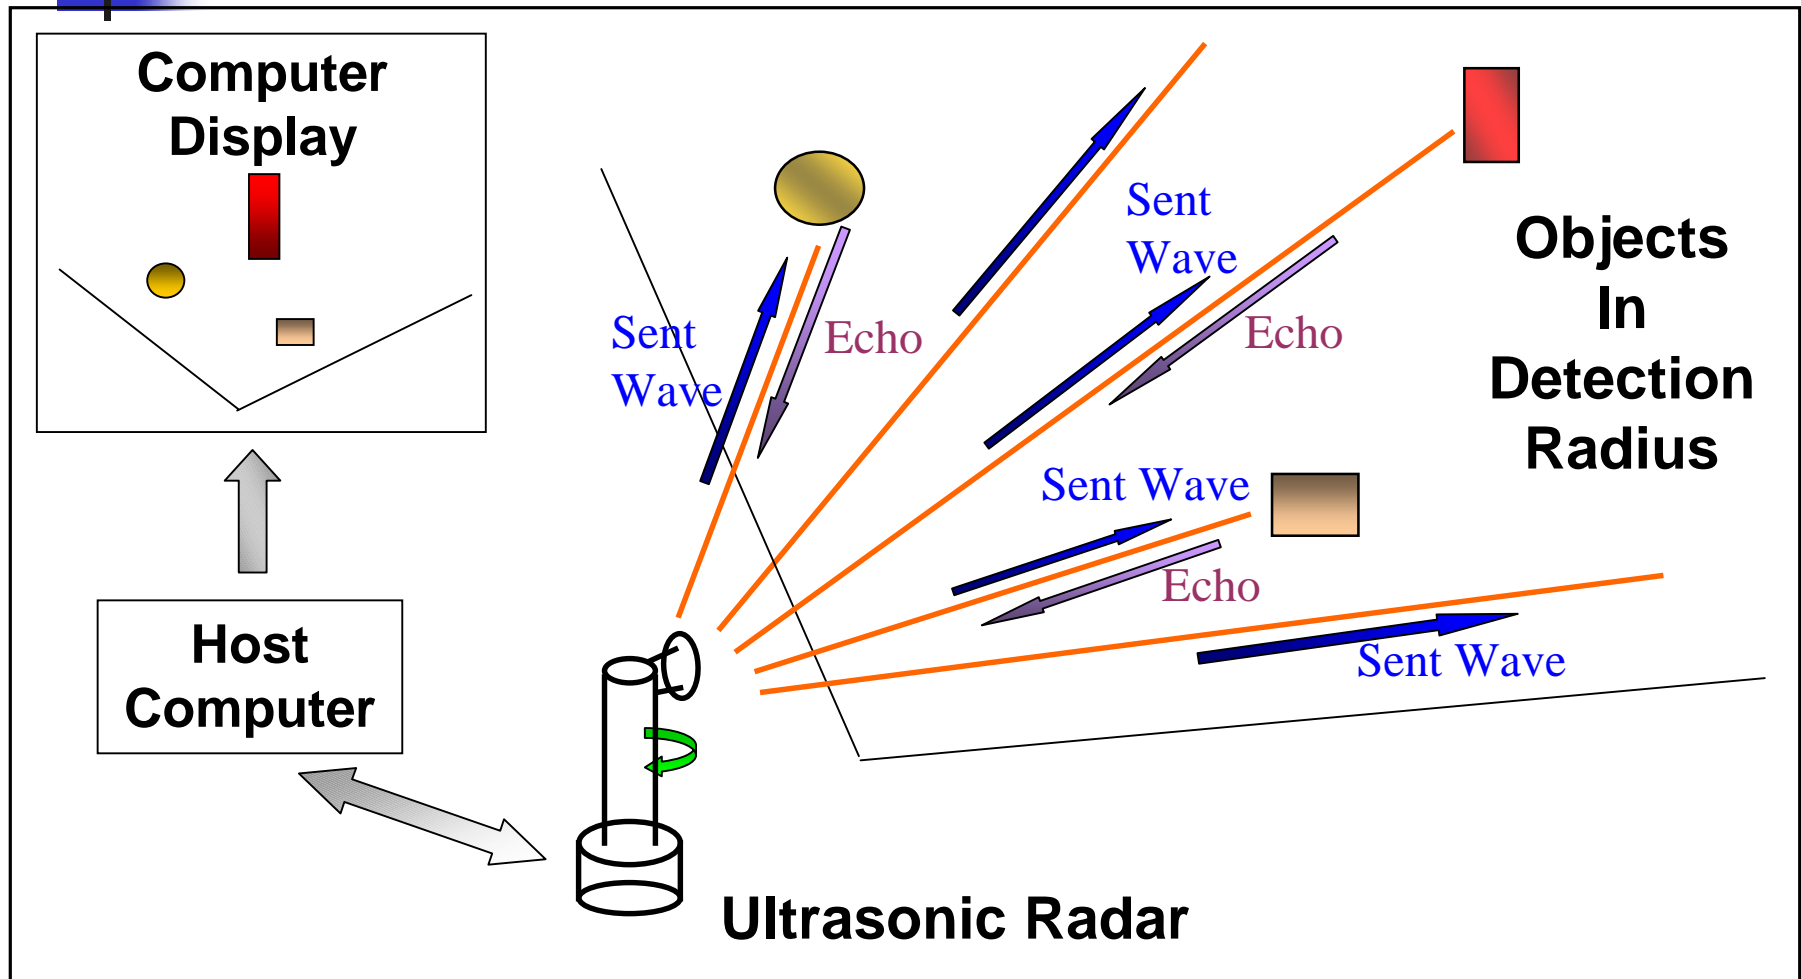 Computer
Display
Sent
Wave
Echo
Sent
Wave
Echo
Objects
In
Detection
Radius
Sent Wave
Echo
Sent Wave
Host
Computer
Ultrasonic Radar